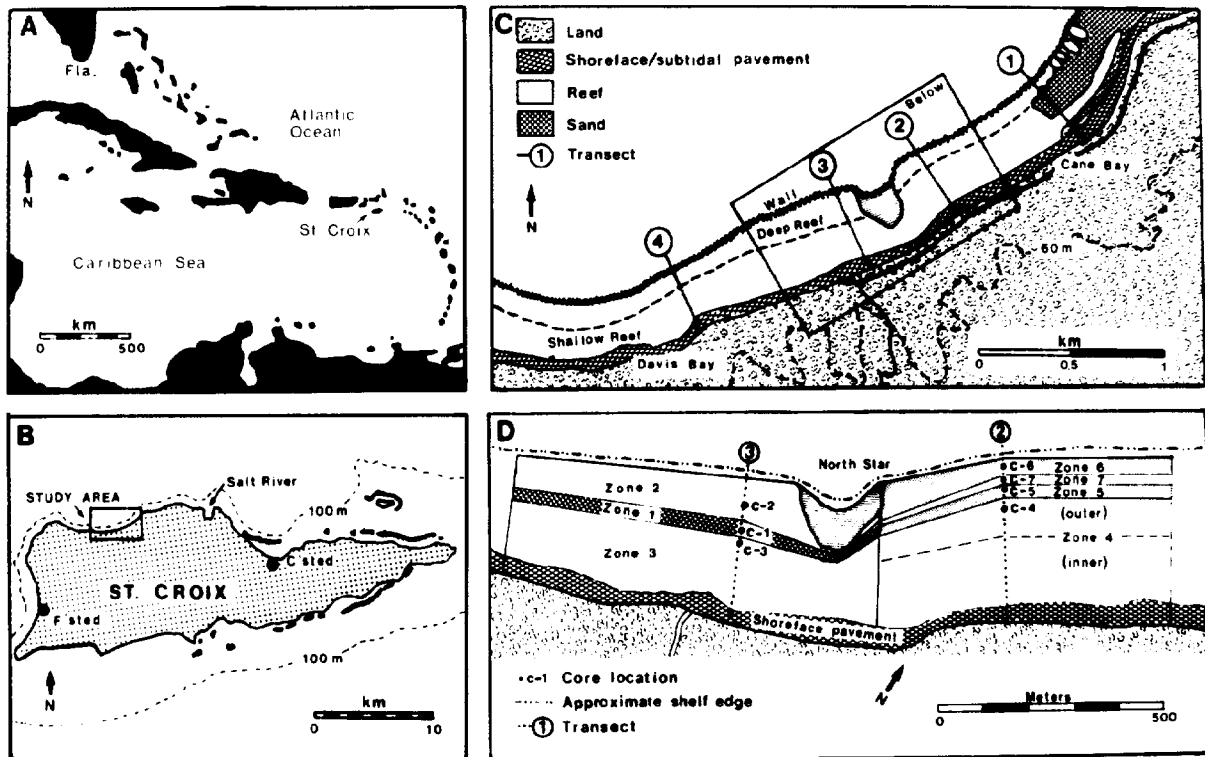 A
Fla.
Atlantic
Ocean
N
St. Croix
Caribbean Sea
km
0 500
B
STUDY AREA
Salt River
100 m
C'sted
ST. CROIX
F'sted
100 m
N
km
0 10
C
Land
Shoreface/subtidal pavement
Reef
Sand
1 Transect
1
Below
2
Cane Bay
3
Wall
N
Deep Reef
4
60 m
Shallow Reef
Davis Bay
km
0 0.5 1
D
3
North Star
2
C-6 Zone 6
C-7 Zone 7
C-5 Zone 5
C-4 (outer)
Zone 2
C-2
Zone 1
C-1
C-3
Zone 4
Zone 3
(inner)
Shoreface pavement
N
C-1 Core location
Approximate shelf edge
1 Transect
Meters
0 500